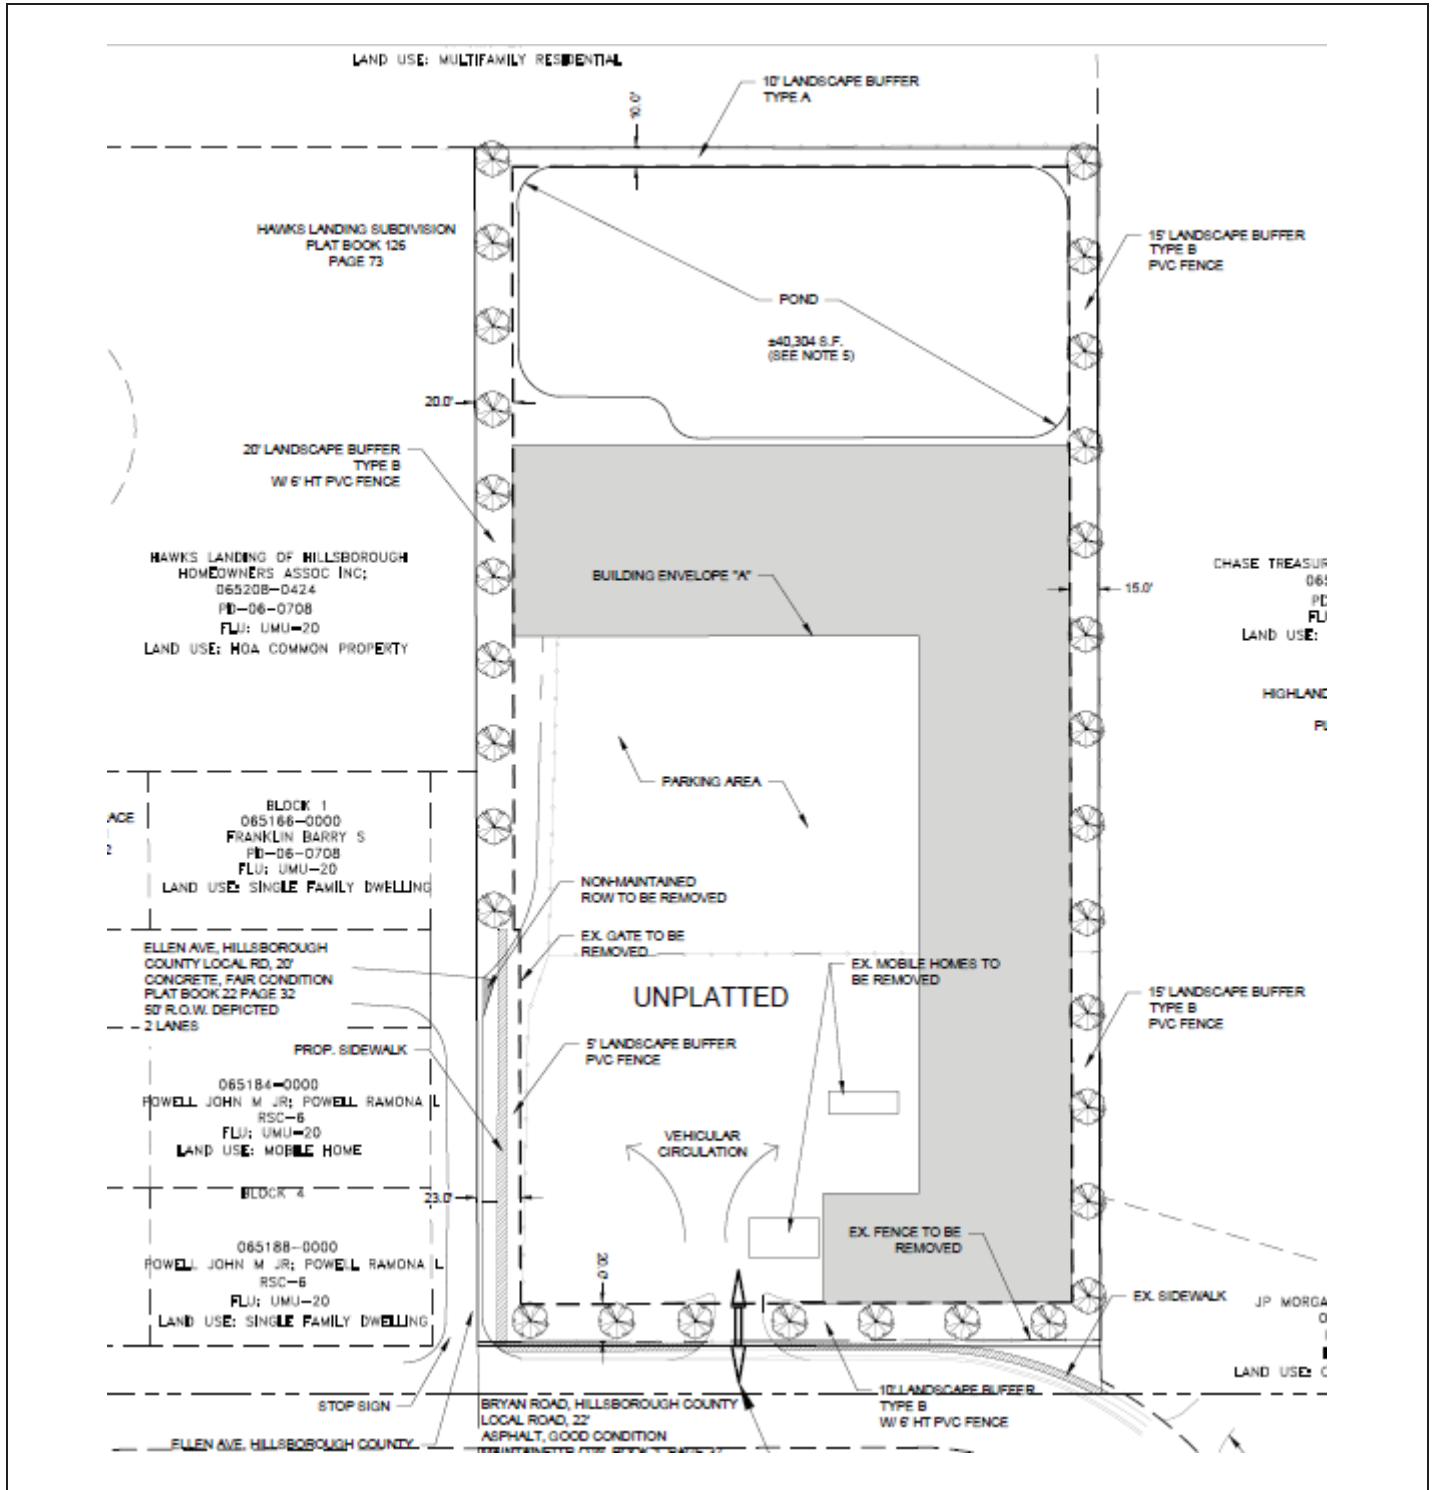 LAND USE: MULTIFAMILY RESIDENTIAL
10' LANDSCAPE BUFFER
TYPE A
10.0'
HAWKS LANDING SUBDIVISION
PLAT BOOK 126
PAGE 73
15' LANDSCAPE BUFFER
TYPE B
PVC FENCE
POND
±40,304 S.F.
(SEE NOTE 5)
20.0'
20' LANDSCAPE BUFFER
TYPE B
W/ 6' HT PVC FENCE
HAWKS LANDING OF HILLSBOROUGH
HOMEOWNERS ASSOC INC;
065208-0424
PD-06-0708
FLU: UMU-20
LAND USE: HOA COMMON PROPERTY
BUILDING ENVELOPE "A"
15.0'
CHASE TREASUR
065
PD
FLU
LAND USE:
HIGHLAND
PL
PARKING AREA
ACE
2
BLOCK 1
065166-0000
FRANKLIN BARRY S
PD-06-0708
FLU: UMU-20
LAND USE: SINGLE FAMILY DWELLING
NON-MAINTAINED
ROW TO BE REMOVED
EX. GATE TO BE
REMOVED
ELLEN AVE, HILLSBOROUGH
COUNTY LOCAL RD, 20'
CONCRETE, FAIR CONDITION
PLAT BOOK 22 PAGE 32
50' R.O.W. DEPICTED
2 LANES
EX. MOBILE HOMES TO
BE REMOVED
UNPLATTED
15' LANDSCAPE BUFFER
TYPE B
PVC FENCE
PROP. SIDEWALK
5' LANDSCAPE BUFFER
PVC FENCE
065184-0000
POWELL JOHN M JR; POWELL RAMONA L
RSC-6
FLU: UMU-20
LAND USE: MOBILE HOME
VEHICULAR
CIRCULATION
BLOCK 4
23.0'
065188-0000
POWELL JOHN M JR; POWELL RAMONA L
RSC-6
FLU: UMU-20
LAND USE: SINGLE FAMILY DWELLING
EX. FENCE TO BE
REMOVED
20.0'
EX. SIDEWALK
JP MORGA
LAND USE: C
STOP SIGN
ELLEN AVE, HILLSBOROUGH COUNTY
BRYAN ROAD, HILLSBOROUGH COUNTY
LOCAL ROAD, 22'
ASPHALT, GOOD CONDITION
10' LANDSCAPE BUFFER
TYPE B
W/ 6' HT PVC FENCE